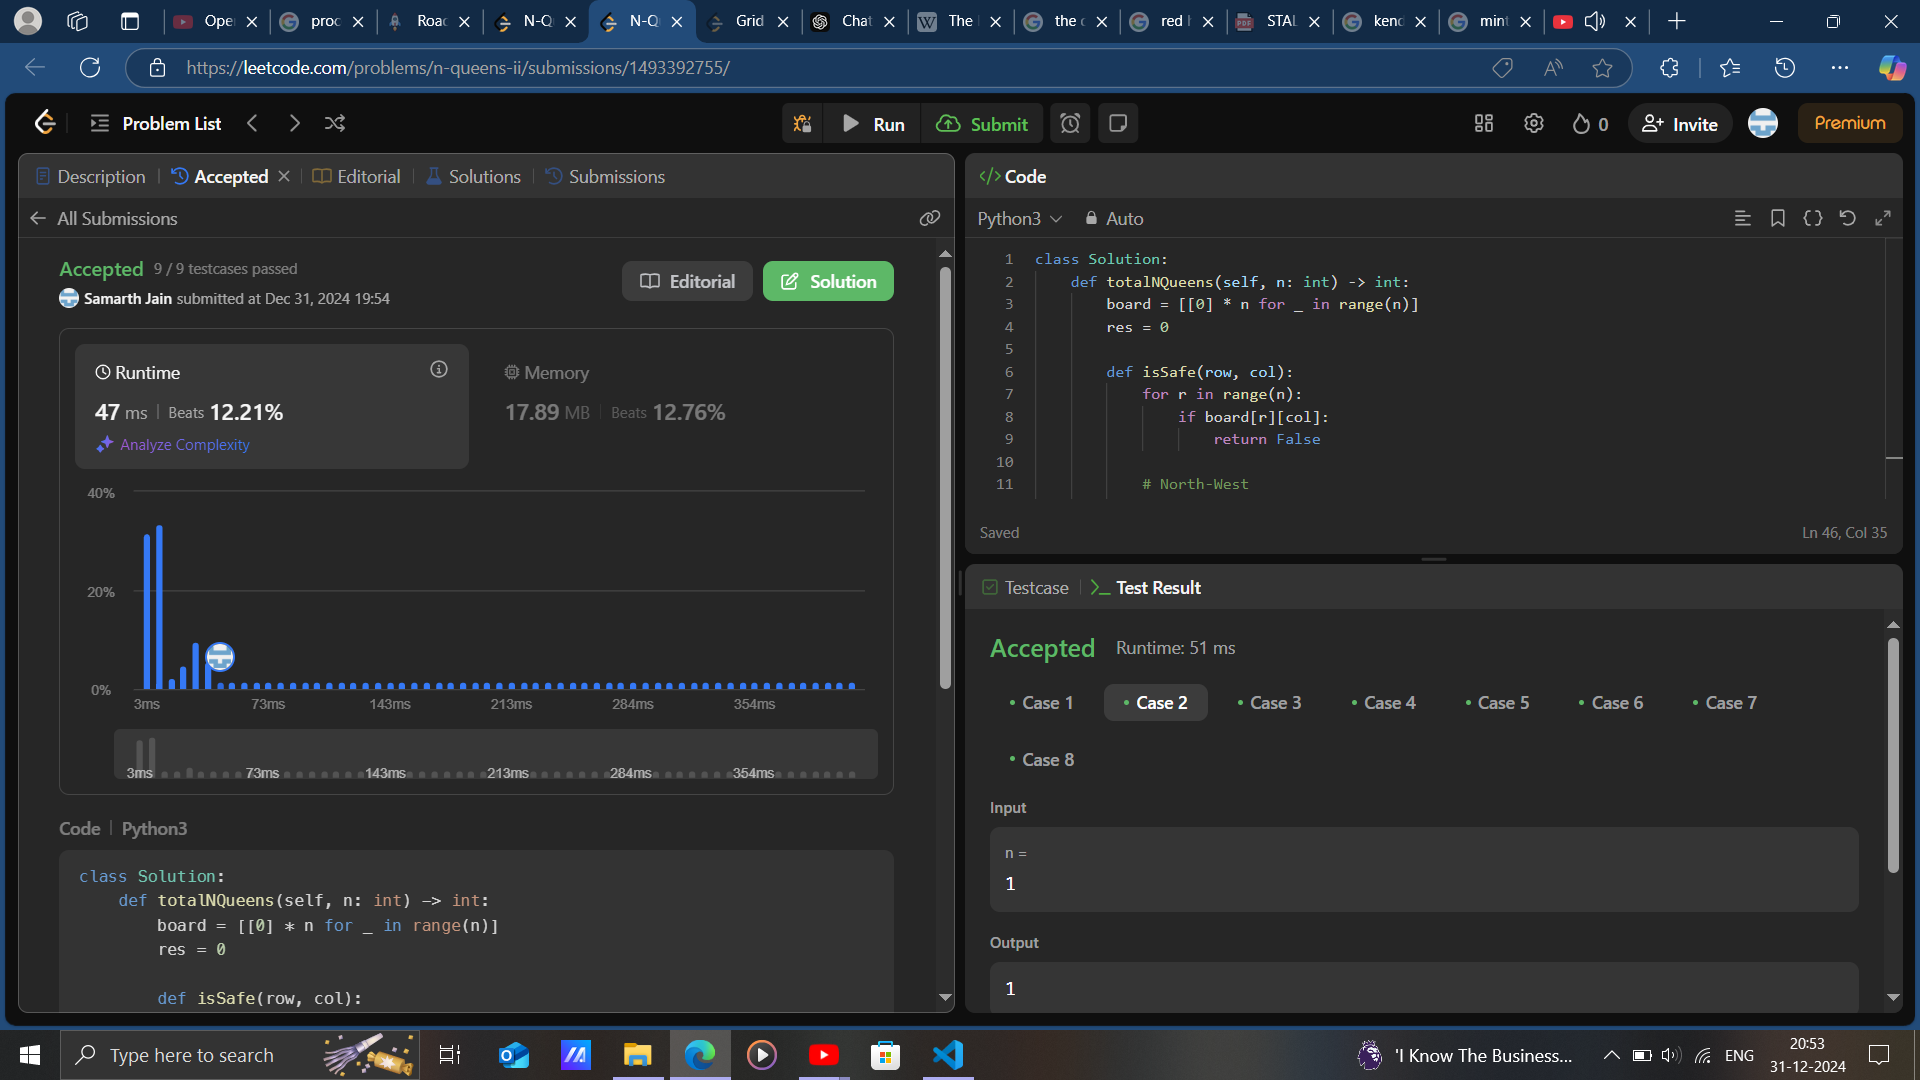 Oper
proc
Road
N-Qu
N-Qu
Grid
Chat
The
the c
red h
STAL
kend
mint
https://leetcode.com/problems/n-queens-ii/submissions/1493392755/
Problem List
Run
Submit
0
Invite
Premium
Description
Accepted
Editorial
Solutions
Submissions
All Submissions
Accepted 9 / 9 testcases passed
Samarth Jain submitted at Dec 31, 2024 19:54
Editorial
Solution
Runtime
47 ms | Beats 12.21%
Analyze Complexity
Memory
17.89 MB | Beats 12.76%
40%
20%
0%
3ms 73ms 143ms 213ms 284ms 354ms
3ms 73ms 143ms 213ms 284ms 354ms
Code | Python3
class Solution:
def totalNQueens(self, n: int) -> int:
board = [[0] * n for _ in range(n)]
res = 0
def isSafe(row, col):
</> Code
Python3
Auto
1 class Solution:
2 def totalNQueens(self, n: int) -> int:
3 board = [[0] * n for _ in range(n)]
4 res = 0
5
6 def isSafe(row, col):
7 for r in range(n):
8 if board[r][col]:
9 return False
10
11 # North-West
Saved
Ln 46, Col 35
Testcase
Test Result
Accepted Runtime: 51 ms
Case 1 Case 2 Case 3 Case 4 Case 5 Case 6 Case 7
Case 8
Input
n =
1
Output
1
Type here to search
'I Know The Business...
ENG
20:53
31-12-2024